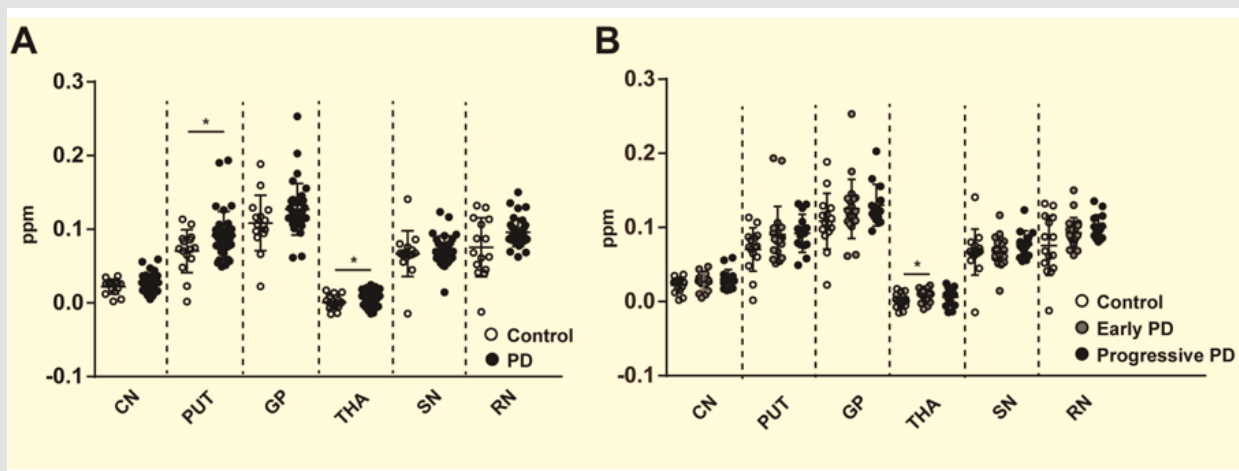 A
0.3
0.2
0.1
0.0
-0.1
ppm
*
*
Control
PD
CN
PUT
GP
THA
SN
RN
B
0.3
0.2
0.1
0.0
-0.1
ppm
*
Control
Early PD
Progressive PD
CN
PUT
GP
THA
SN
RN